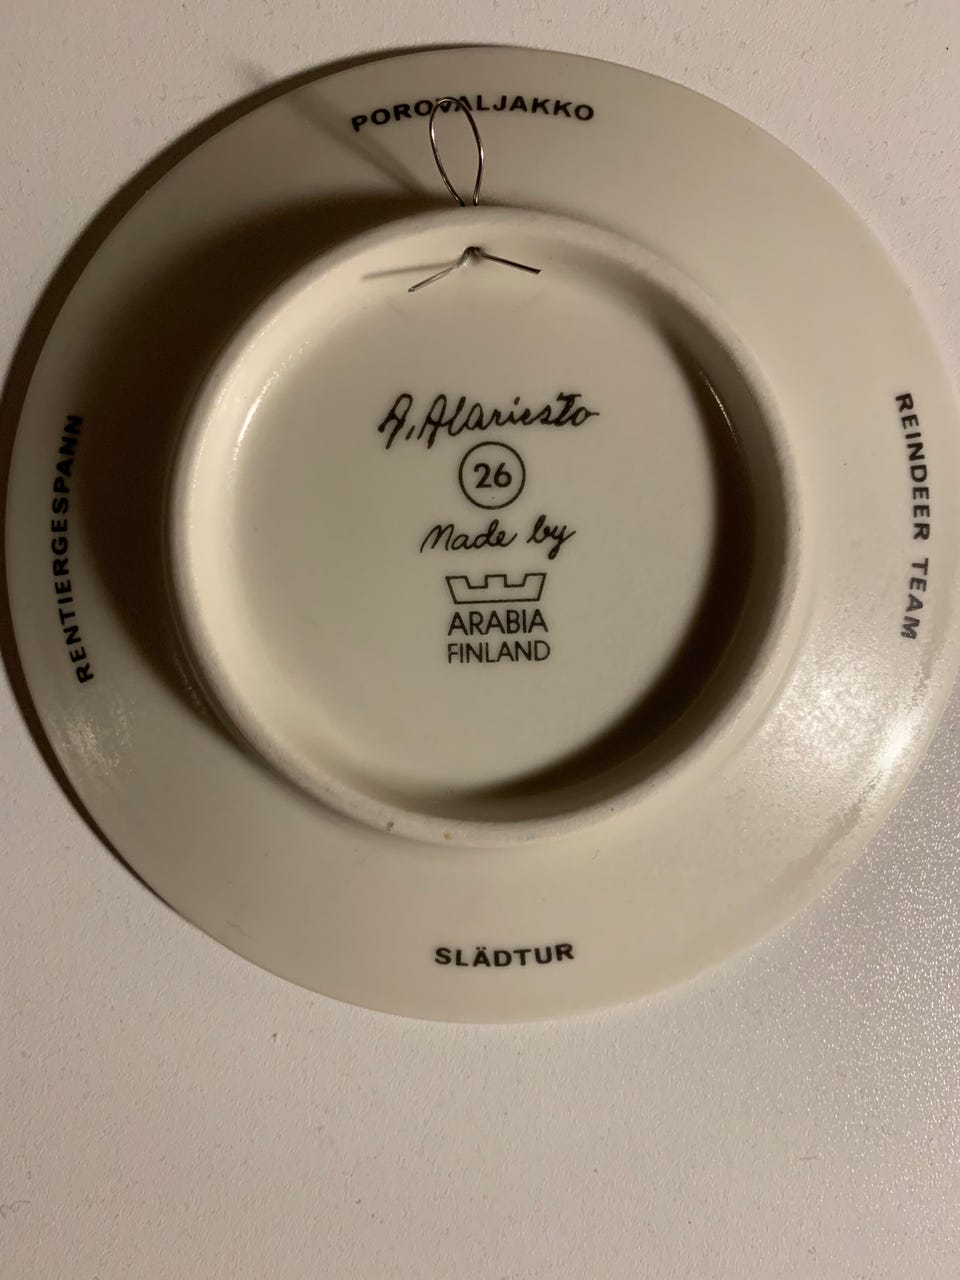 POROVALJAKKO
A. Alariesto
26
Made by
ARABIA
FINLAND
REINDEER TEAM
RENTIERGESPANN
SLÄDTUR